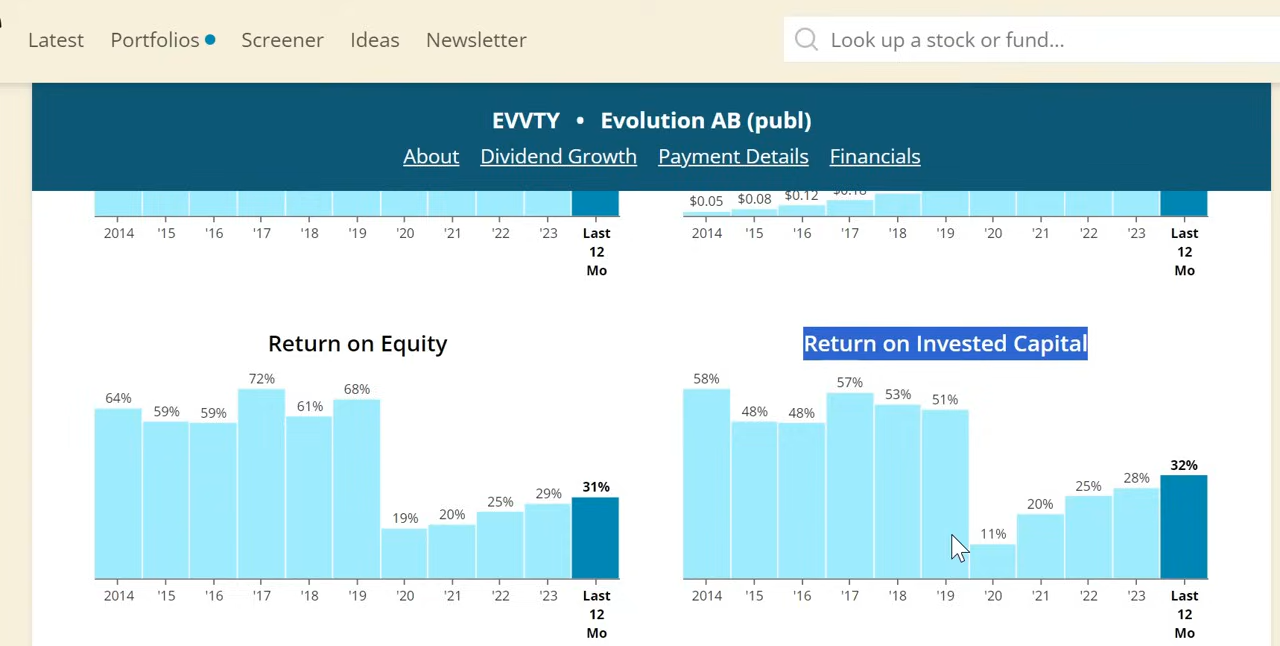 Latest Portfolios Screener Ideas Newsletter Look up a stock or fund...
EVVTY • Evolution AB (publ)
About Dividend Growth Payment Details Financials
$0.05 $0.08 $0.12
2014 '15 '16 '17 '18 '19 '20 '21 '22 '23 Last 12 Mo
2014 '15 '16 '17 '18 '19 '20 '21 '22 '23 Last 12 Mo
Return on Equity
64% 59% 59% 72% 61% 68% 19% 20% 25% 29% 31%
2014 '15 '16 '17 '18 '19 '20 '21 '22 '23 Last 12 Mo
Return on Invested Capital
58% 48% 48% 57% 53% 51% 11% 20% 25% 28% 32%
2014 '15 '16 '17 '18 '19 '20 '21 '22 '23 Last 12 Mo